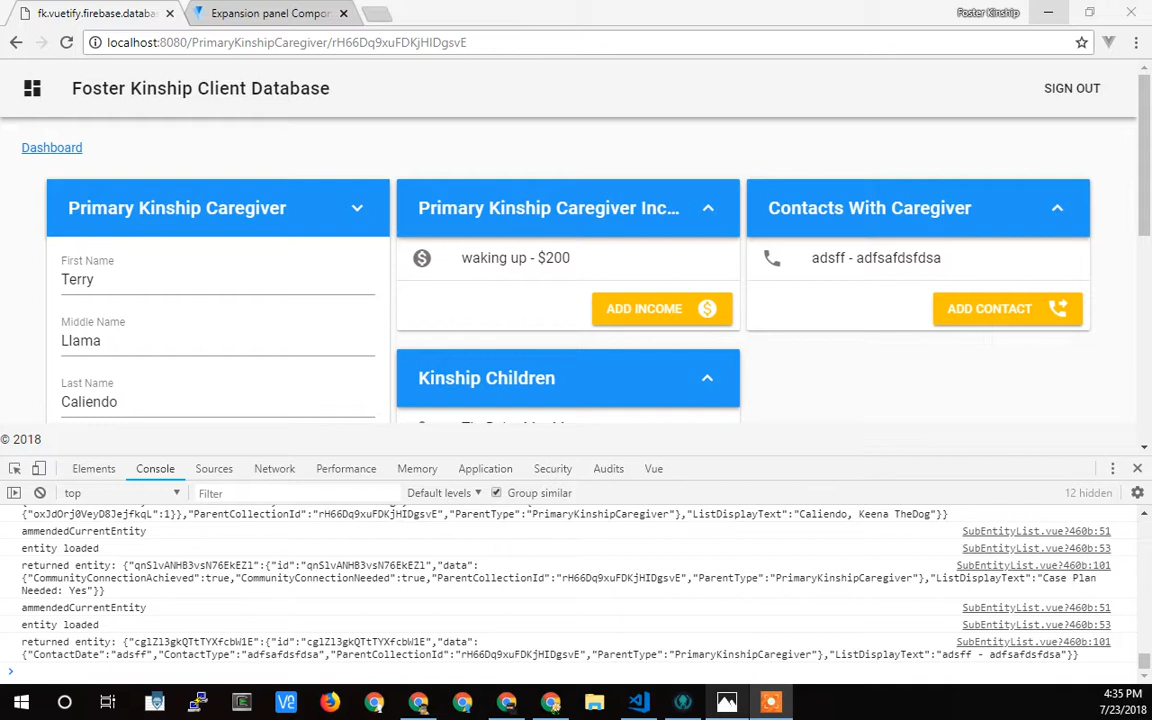 fk.vuetify.firebase.databa
Expansion panel Compor
Foster Kinship
localhost:8080/PrimaryKinshipCaregiver/rH66Dq9xuFDKjHIDgsvE
Foster Kinship Client Database
SIGN OUT
Dashboard
Primary Kinship Caregiver
First Name
Terry
Middle Name
Llama
Last Name
Caliendo
Primary Kinship Caregiver Inc...
waking up - $200
ADD INCOME
Kinship Children
Contacts With Caregiver
adsff - adfsafdsfdsa
ADD CONTACT
© 2018
Elements Console Sources Network Performance Memory Application Security Audits Vue
top Filter Default levels Group similar 12 hidden
{"oxJdOrj0VeyD8JejfkqL":1}},"ParentCollectionId":"rH66Dq9xuFDKjHIDgsvE","ParentType":"PrimaryKinshipCaregiver"},"ListDisplayText":"Caliendo, Keena TheDog"}}
ammendedCurrentEntity SubEntityList.vue?460b:51
entity loaded SubEntityList.vue?460b:53
returned entity: {"qnSlvANHB3vsN76EkEZl":{"id":"qnSlvANHB3vsN76EkEZl","data": SubEntityList.vue?460b:101
{"CommunityConnectionAchieved":true,"CommunityConnectionNeeded":true,"ParentCollectionId":"rH66Dq9xuFDKjHIDgsvE","ParentType":"PrimaryKinshipCaregiver"},"ListDisplayText":"Case Plan
Needed: Yes"}}
ammendedCurrentEntity SubEntityList.vue?460b:51
entity loaded SubEntityList.vue?460b:53
returned entity: {"cglZl3gkQTtTYXfcbW1E":{"id":"cglZl3gkQTtTYXfcbW1E","data": SubEntityList.vue?460b:101
{"ContactDate":"adsff","ContactType":"adfsafdsfdsa","ParentCollectionId":"rH66Dq9xuFDKjHIDgsvE","ParentType":"PrimaryKinshipCaregiver"},"ListDisplayText":"adsff - adfsafdsfdsa"}}
4:35 PM
7/23/2018